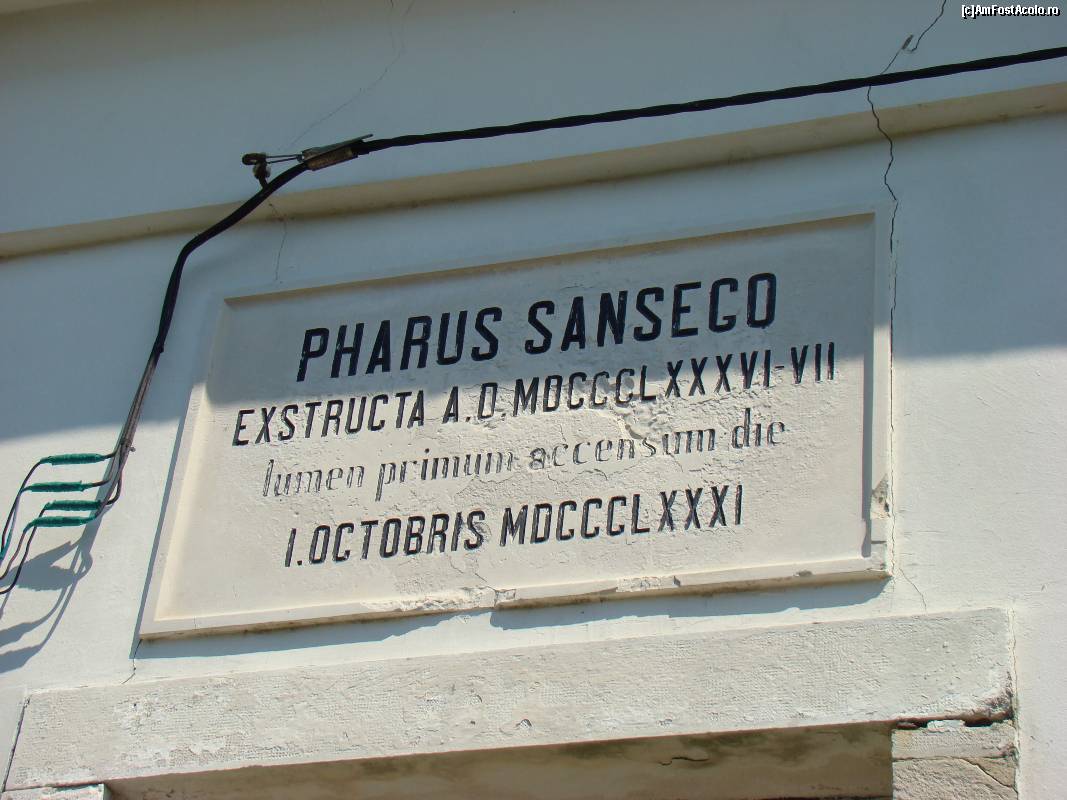 [c]AmFostAcolo.ro
PHARUS SANSEGO
EXSTRUCTA A.D. MDCCCLXXXVI-VII
lumen primum accensum die
I. OCTOBRIS MDCCCLXXXI